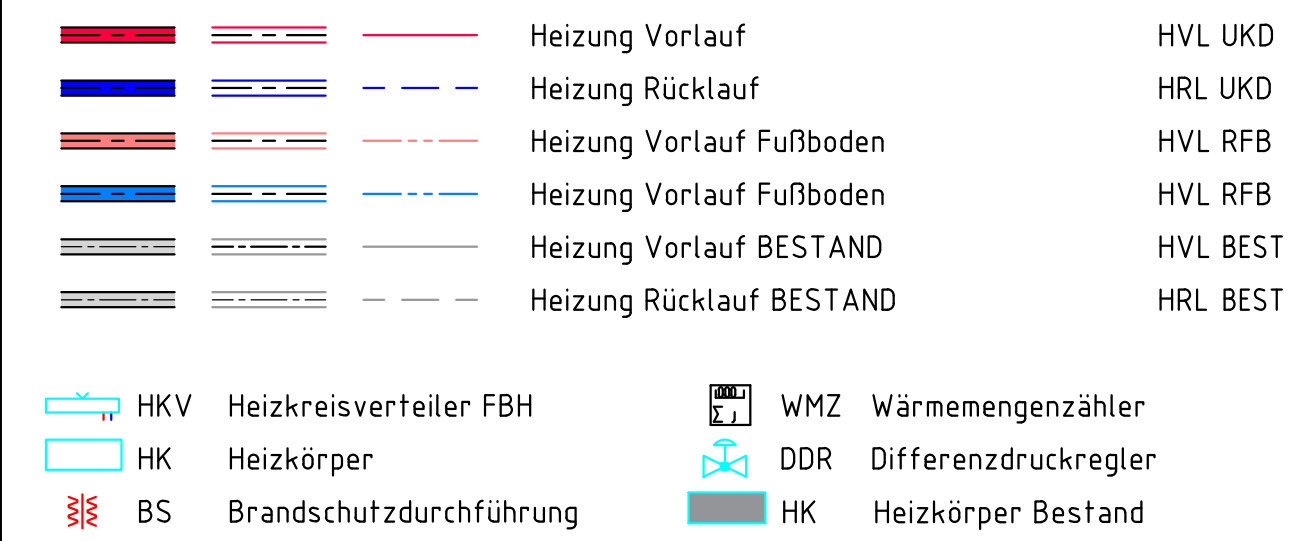 Heizung Vorlauf HVL UKD
Heizung Rücklauf HRL UKD
Heizung Vorlauf Fußboden HVL RFB
Heizung Vorlauf Fußboden HVL RFB
Heizung Vorlauf BESTAND HVL BEST
Heizung Rücklauf BESTAND HRL BEST
HKV Heizkreisverteiler FBH WMZ Wärmemengenzähler
HK Heizkörper DDR Differenzdruckregler
BS Brandschutzdurchführung HK Heizkörper Bestand